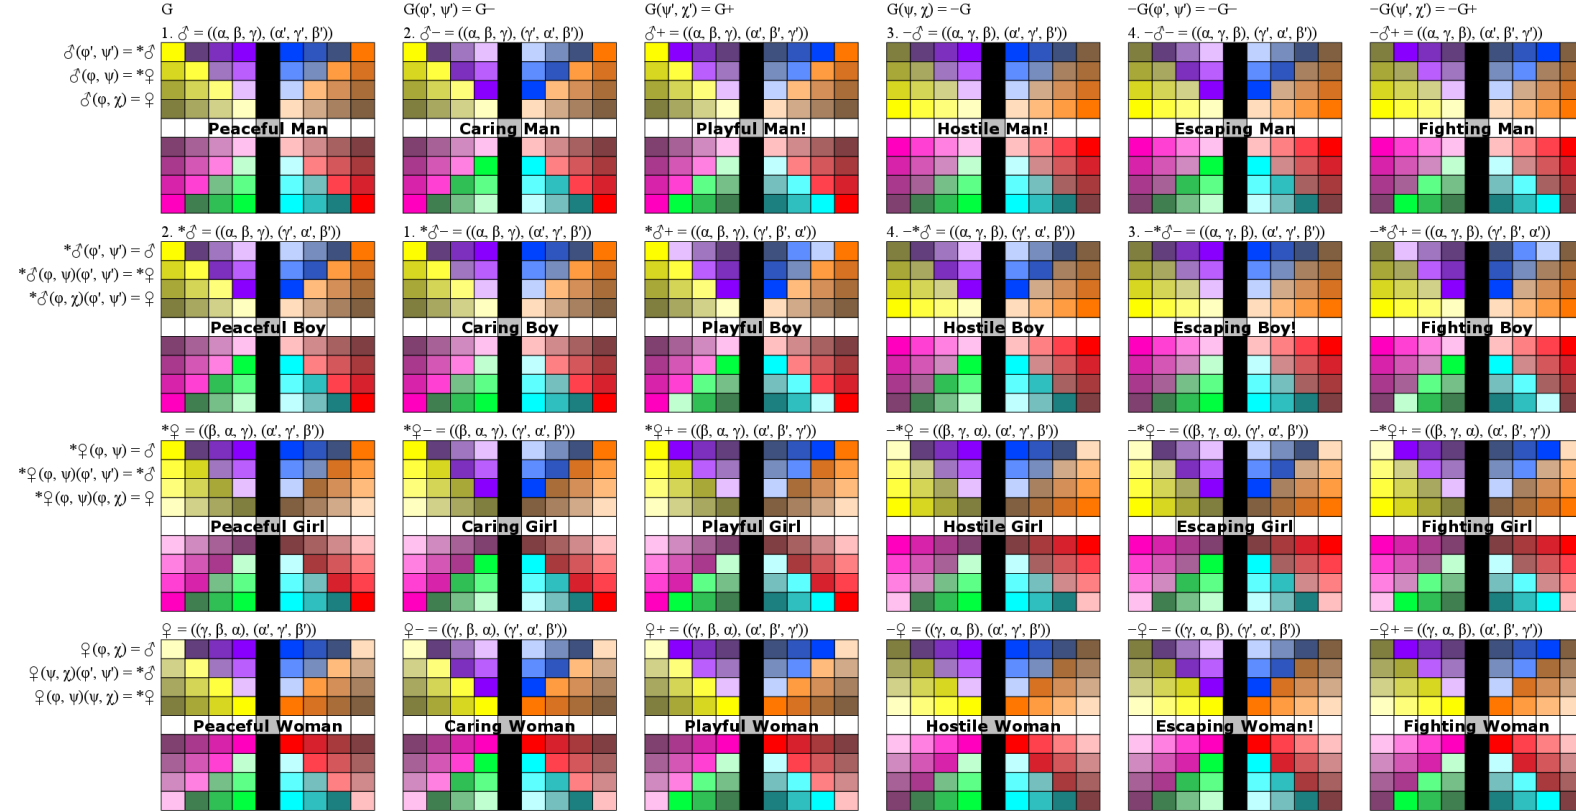 G G(φ', ψ') = G− G(ψ', χ') = G+ G(ψ, χ) = −G −G(φ', ψ') = −G− −G(ψ', χ') = −G+
1. ♂ = ((α, β, γ), (α', γ', β')) 2. ♂− = ((α, β, γ), (γ', α', β')) ♂+ = ((α, β, γ), (α', β', γ')) 3. −♂ = ((α, γ, β), (α', γ', β')) 4. −♂− = ((α, γ, β), (γ', α', β')) −♂+ = ((α, γ, β), (α', β', γ'))
♂(φ', ψ') = *♂
♂(φ, ψ) = *♀
♂(φ, χ) = ♀
Peaceful Man Caring Man Playful Man! Hostile Man! Escaping Man Fighting Man
2. *♂ = ((α, β, γ), (γ', α', β')) 1. *♂− = ((α, β, γ), (α', γ', β')) *♂+ = ((α, β, γ), (γ', β', α')) 4. −*♂ = ((α, γ, β), (γ', α', β')) 3. −*♂− = ((α, γ, β), (α', γ', β')) −*♂+ = ((α, γ, β), (γ', β', α'))
*♂(φ', ψ') = ♂
*♂(φ, ψ)(φ', ψ') = *♀
*♂(φ, χ)(φ', ψ') = ♀
Peaceful Boy Caring Boy Playful Boy Hostile Boy Escaping Boy! Fighting Boy
*♀ = ((β, α, γ), (α', γ', β')) *♀− = ((β, α, γ), (γ', α', β')) *♀+ = ((β, α, γ), (α', β', γ')) −*♀ = ((β, γ, α), (α', γ', β')) −*♀− = ((β, γ, α), (γ', α', β')) −*♀+ = ((β, γ, α), (α', β', γ'))
*♀(φ, ψ) = ♂
*♀(φ, ψ)(φ', ψ') = *♂
*♀(φ, ψ)(φ, χ) = ♀
Peaceful Girl Caring Girl Playful Girl Hostile Girl Escaping Girl Fighting Girl
♀ = ((γ, β, α), (α', γ', β')) ♀− = ((γ, β, α), (γ', α', β')) ♀+ = ((γ, β, α), (α', β', γ')) −♀ = ((γ, α, β), (α', γ', β')) −♀− = ((γ, α, β), (γ', α', β')) −♀+ = ((γ, α, β), (α', β', γ'))
♀(φ, χ) = ♂
♀(ψ, χ)(φ', ψ') = *♂
♀(φ, ψ)(ψ, χ) = *♀
Peaceful Woman Caring Woman Playful Woman Hostile Woman Escaping Woman! Fighting Woman